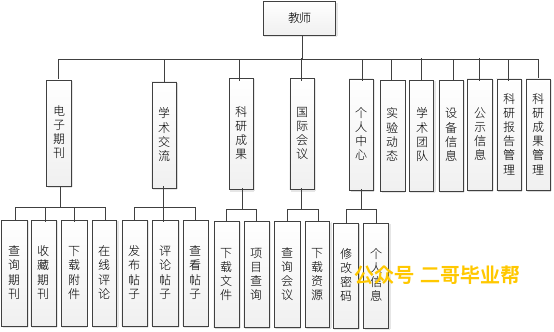 教师
电子期刊
学术交流
科研成果
国际会议
个人中心
实验动态
学术团队
设备信息
公示信息
科研报告管理
科研成果管理
查询期刊
收藏期刊
下载附件
在线评论
发布帖子
评论帖子
查看帖子
下载文件
项目查询
查询会议
下载资源
修改密码
个人信息
公众号 二哥毕业帮